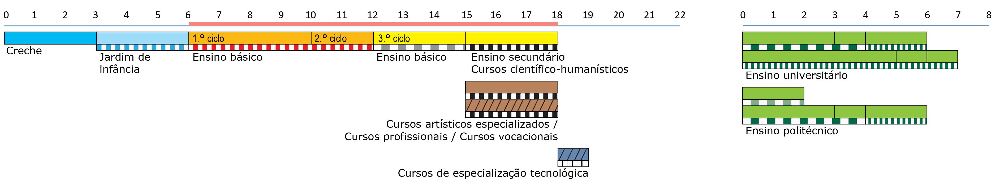 0 1 2 3 4 5 6 7 8 9 10 11 12 13 14 15 16 17 18 19 20 21 22
0 1 2 3 4 5 6 7 8
1.º ciclo 2.º ciclo 3.º ciclo
Creche
Jardim de
infância
Ensino básico
Ensino básico
Ensino secundário
Cursos científico-humanísticos
Cursos artísticos especializados /
Cursos profissionais / Cursos vocacionais
Cursos de especialização tecnológica
Ensino universitário
Ensino politécnico